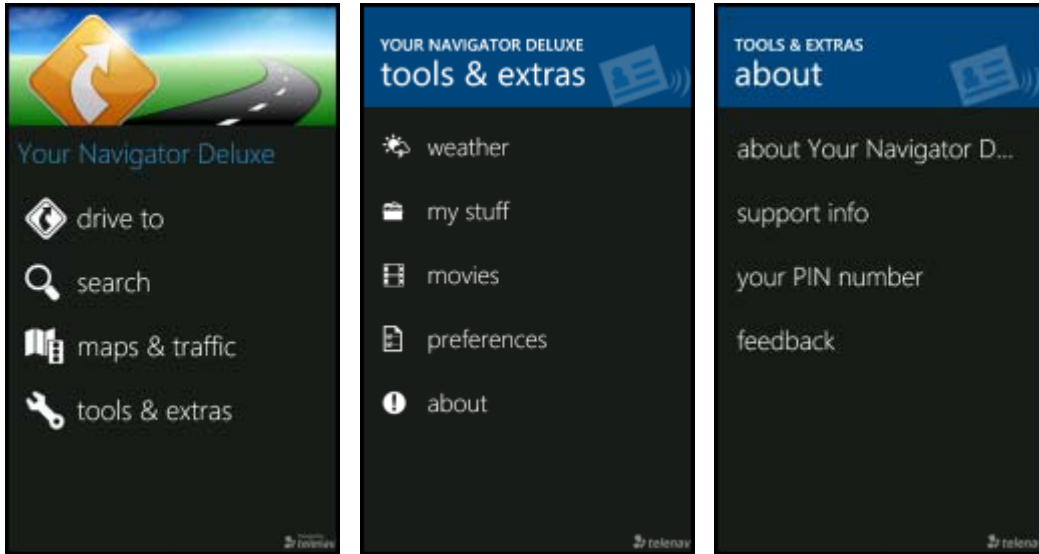 Your Navigator Deluxe
drive to
search
maps & traffic
tools & extras
telenav
YOUR NAVIGATOR DELUXE
tools & extras
weather
my stuff
movies
preferences
about
telenav
TOOLS & EXTRAS
about
about Your Navigator D...
support info
your PIN number
feedback
telenav